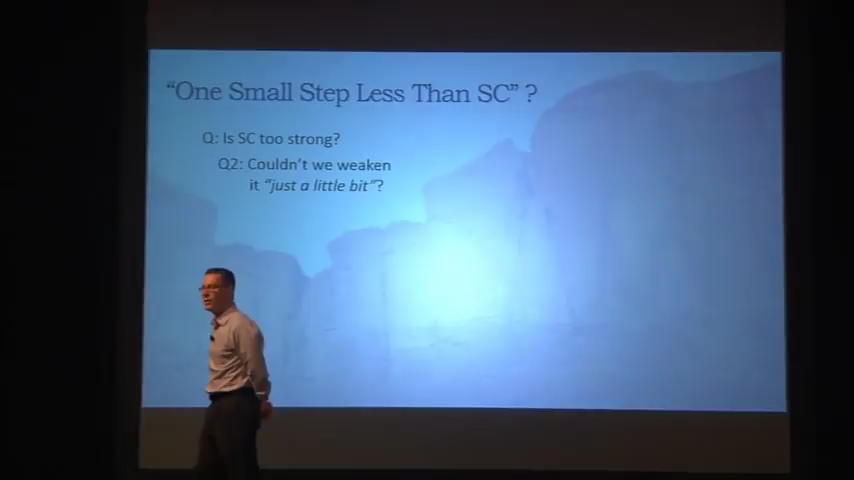 “One Small Step Less Than SC” ?
Q: Is SC too strong?
Q2: Couldn’t we weaken
it “just a little bit”?